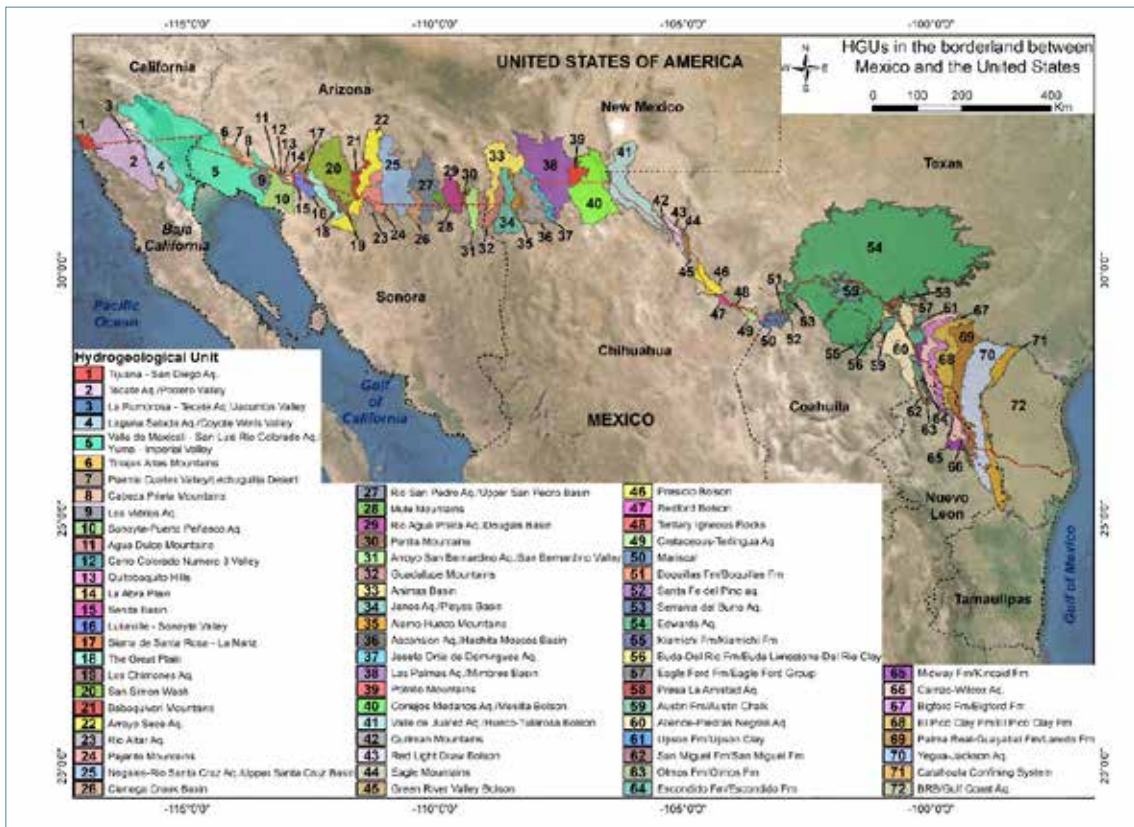 -115°0'0" -110°0'0" -105°0'0" -100°0'0"
HGUs in the borderland between
Mexico and the United States
N
W E
S
0 100 200 400
Km
UNITED STATES OF AMERICA
California
Arizona
New Mexico
Texas
Baja
California
Sonora
Chihuahua
Coahuila
MEXICO
Nuevo
Leon
Tamaulipas
Pacific
Ocean
Gulf
of
California
Gulf of Mexico
30°0'0"
25°0'0"
Hydrogeological Unit
1 Tijuana - San Diego Aq.
2 Tecate Aq./Potrero Valley
3 La Rumorosa - Tecate Aq./Jacumba Valley
4 Laguna Salada Aq./Coyote Wells Valley
5 Valle de Mexicali - San Luis Rio Colorado Aq./
Yuma - Imperial Valley
6 Tinajas Altas Mountains
7 Puerto Valley/Lechuguilla Desert
8 Cabeza Prieta Mountains
9 Los Vidrios Aq.
10 Sonoyta-Puerto Peñasco Aq.
11 Agua Dulce Mountains
12 Cerro Colorado Numero 3 Valley
13 Quitobaquito Hills
14 La Abra Plain
15 Basin
16 Lukeville - Sonoyta Valley
17 Sierra de Santa Rosa - La Nariz
18 The Great Plain
19 Los Chirriones Aq.
20 San Simon Wash
21 Baboquivari Mountains
22 Arroyo Seco Aq.
23 Rio Altar Aq.
24 Pajarito Mountains
25 Nogales-Rio Santa Cruz Aq./Upper Santa Cruz Basin
26 Cienega Creek Basin
27 Rio San Pedro Aq./Upper San Pedro Basin
28 Mule Mountains
29 Rio Agua Prieta Aq./Douglas Basin
30 Perilla Mountains
31 Arroyo San Bernardino Aq./San Bernardino Valley
32 Guadalupe Mountains
33 Animas Basin
34 Janos Aq./Playas Basin
35 Alamo Hueco Mountains
36 Ascension Aq./Hachita Moscos Basin
37 Josefa Ortiz de Dominguez Aq.
38 Las Palmas Aq./Mimbres Basin
39 Potrillo Mountains
40 Conejos Medanos Aq./Mesilla Bolson
41 Valle de Juarez Aq./Hueco-Tularosa Bolson
42 Quitman Mountains
43 Red Light Draw Bolson
44 Eagle Mountains
45 Green River Valley Bolson
46 Presidio Bolson
47 Redford Bolson
48 Tertiary Igneous Rocks
49 Cretaceous-Terlingua Aq
50 Mariscal
51 Boquillas Fm/Boquillas Fm
52 Santa Fe del Pino aq.
53 Serrania del Burro Aq.
54 Edwards Aq.
55 Kiamichi Fm/Kiamichi Fm
56 Buda-Del Rio Fm/Buda Limestone-Del Rio Clay
57 Eagle Ford Fm/Eagle Ford Group
58 Presa La Amistad Aq.
59 Austin Fm/Austin Chalk
60 Allende-Piedras Negras Aq.
61 Upson Fm/Upson Clay
62 San Miguel Fm/San Miguel Fm
63 Olmos Fm/Olmos Fm
64 Escondido Fm/Escondido Fm
65 Midway Fm/Kincaid Fm
66 Carrizo-Wilcox Aq.
67 Bigford Fm/Bigford Fm
68 El Pico Clay Fm/El Pico Clay Fm
69 Palma Real-Guayabal Fm/Laredo Fm
70 Yegua-Jackson Aq.
71 Catahoula Confining System
72 BRB/Gulf Coast Aq.
-115°0'0" -110°0'0" -105°0'0" -100°0'0"